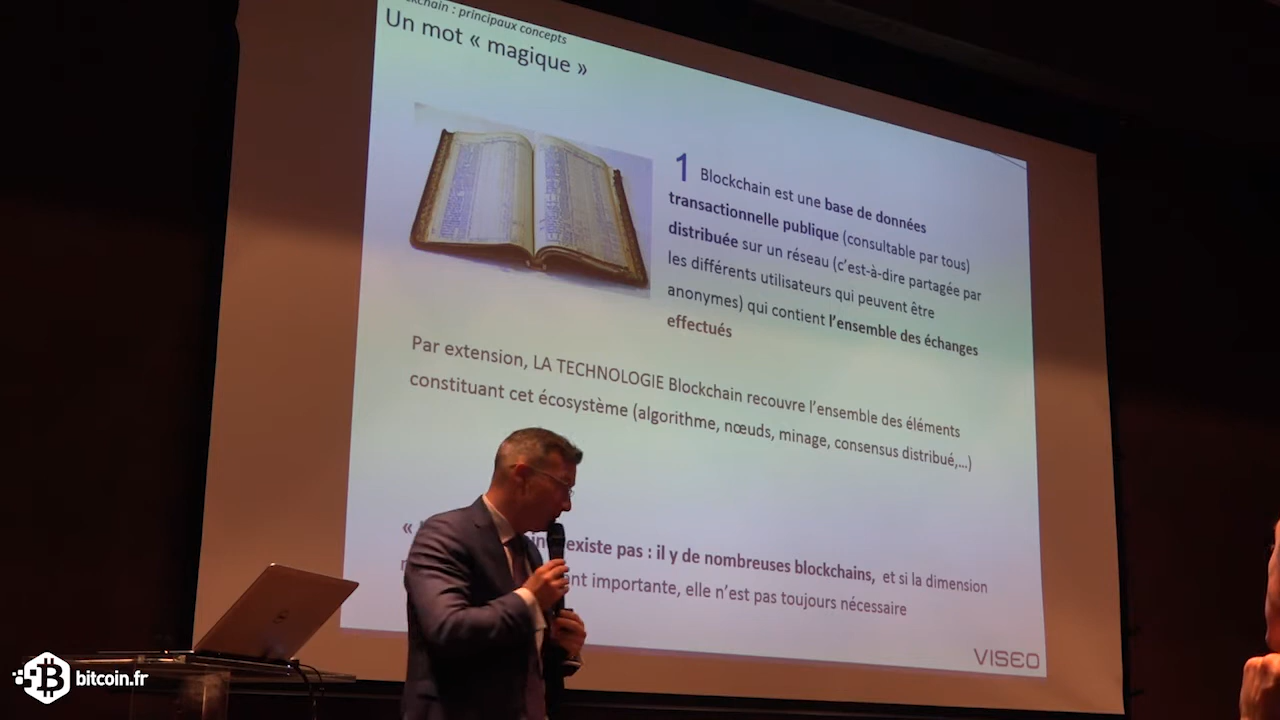 ckchain : principaux concepts
Un mot « magique »
1 Blockchain est une base de données
transactionnelle publique (consultable par tous)
distribuée sur un réseau (c'est-à-dire partagée par
les différents utilisateurs qui peuvent être
anonymes) qui contient l'ensemble des échanges
effectués
Par extension, LA TECHNOLOGIE Blockchain recouvre l'ensemble des éléments
constituant cet écosystème (algorithme, nœuds, minage, consensus distribué,...)
« existe pas : il y de nombreuses blockchains, et si la dimension
ant importante, elle n'est pas toujours nécessaire
VISEO
bitcoin.fr